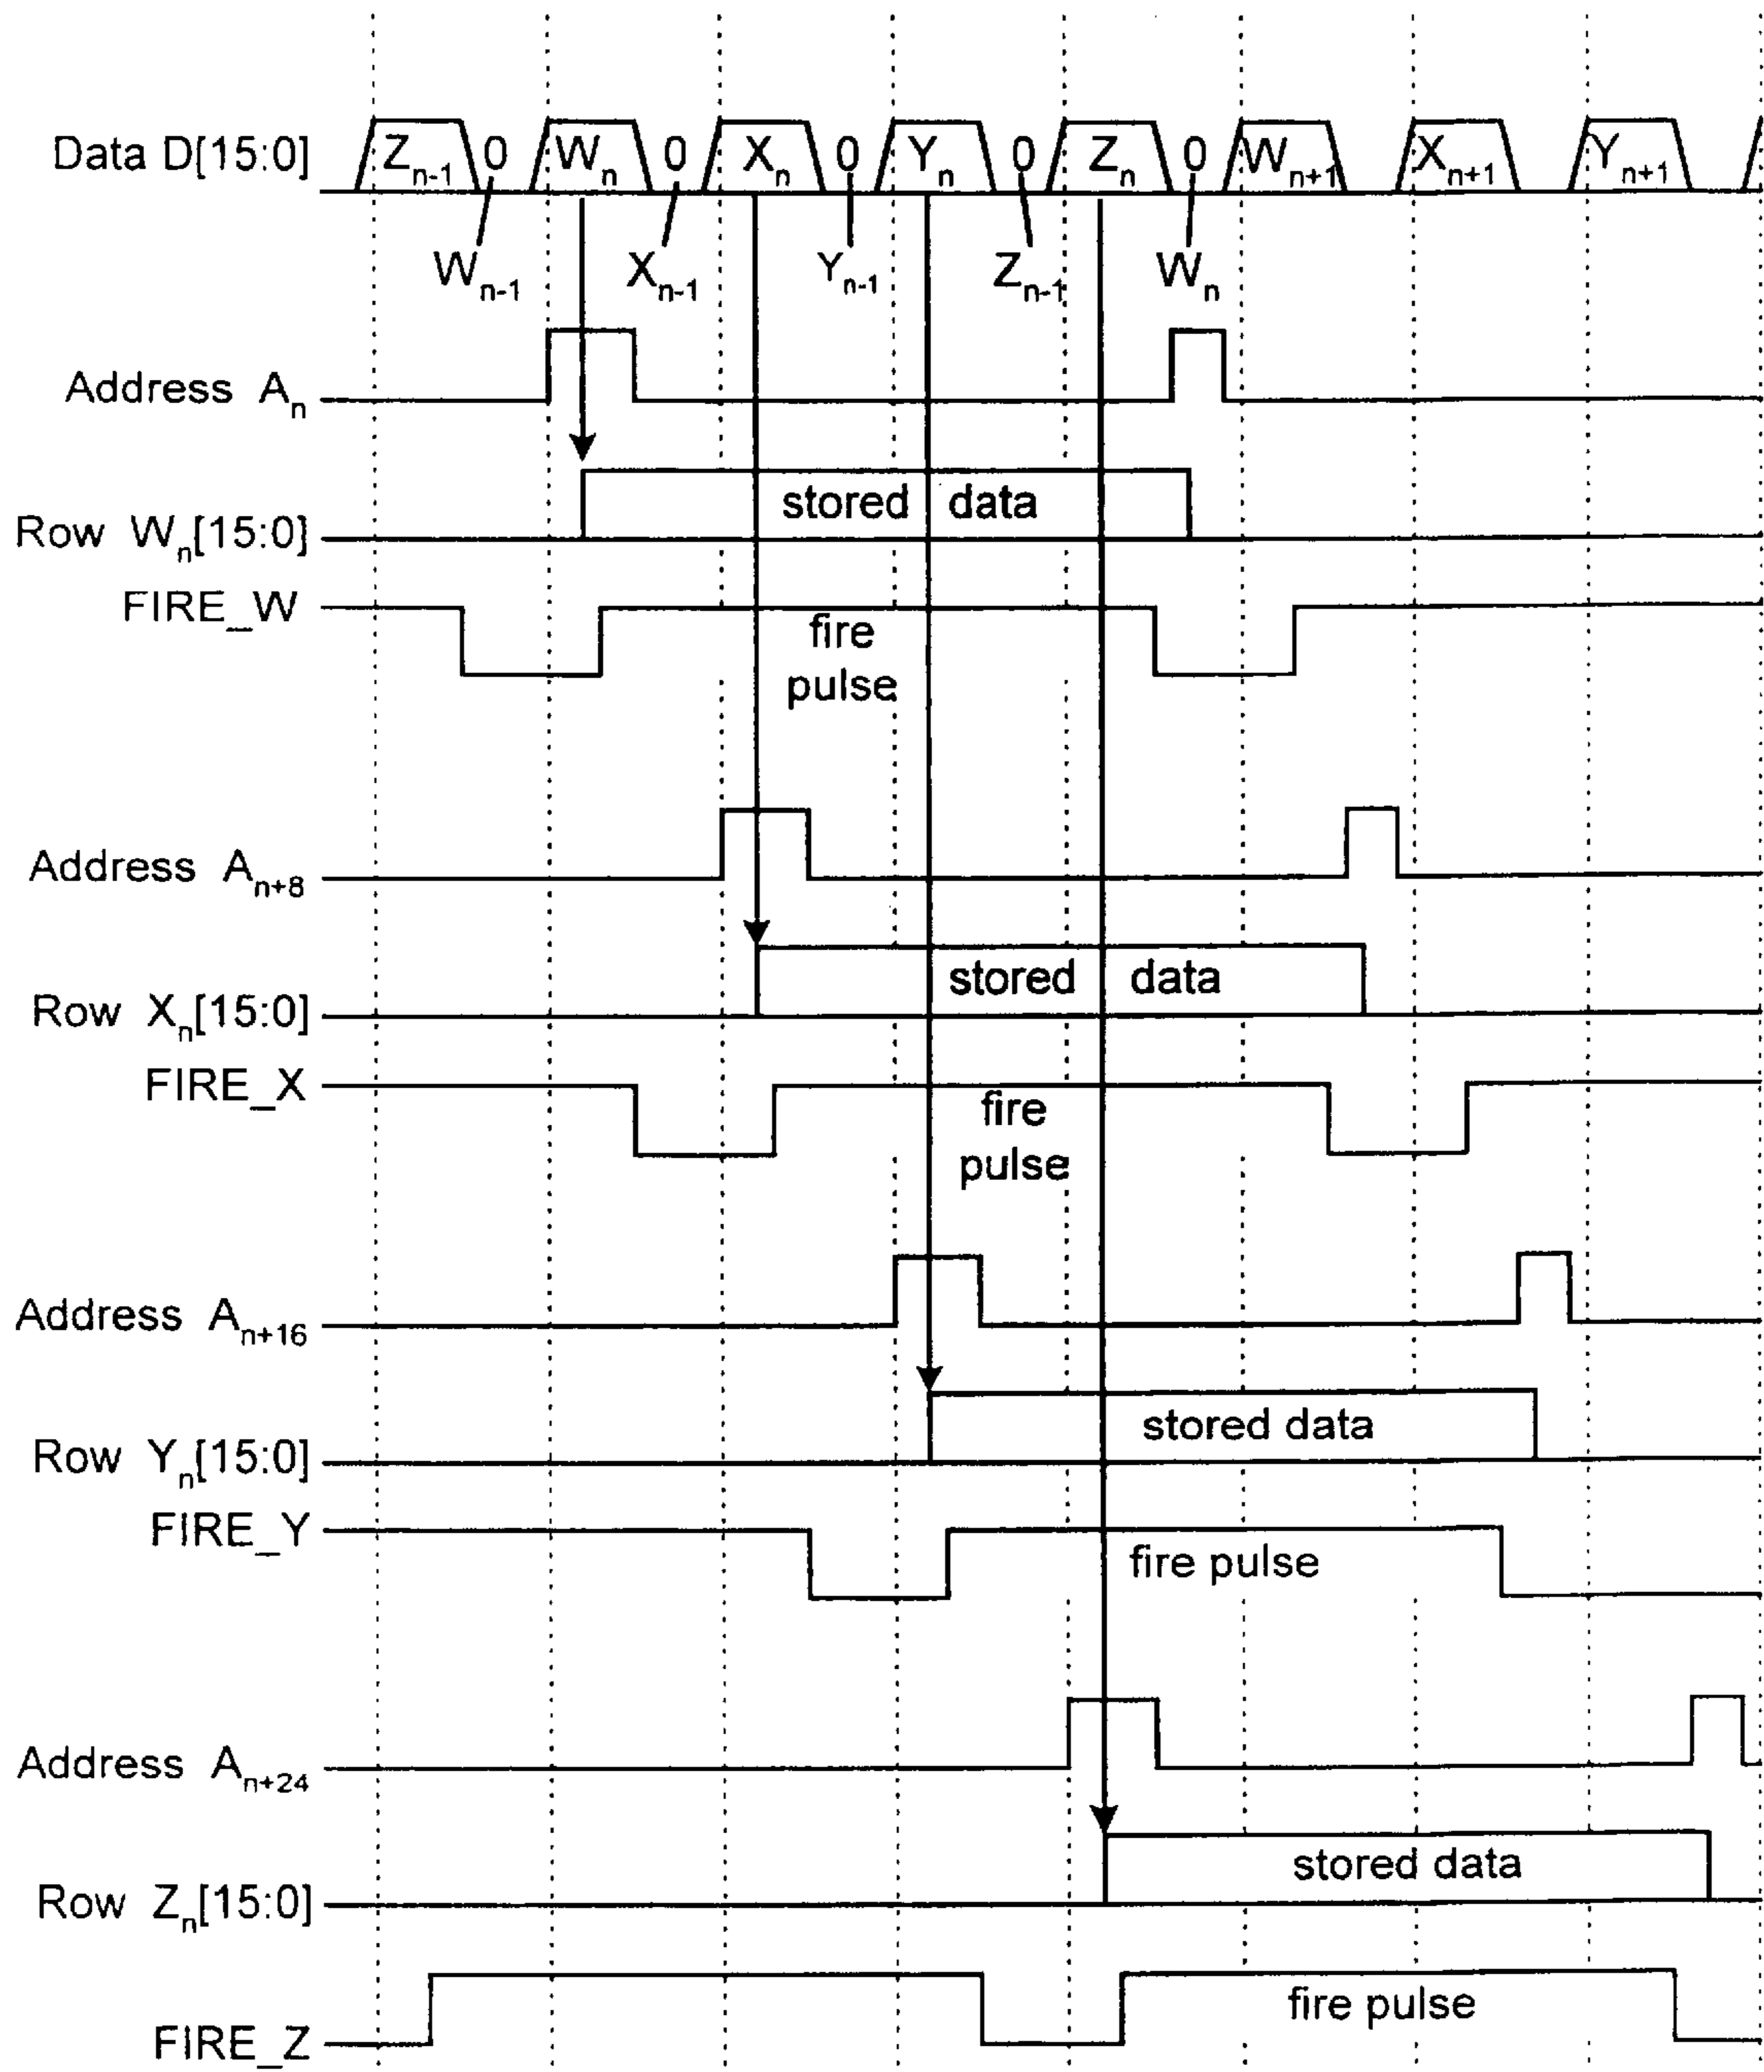 Data D[15:0] Zn-1 0 Wn 0 Xn 0 Yn 0 Zn 0 Wn+1 Xn+1 Yn+1
Wn-1 Xn-1 Yn-1 Zn-1 Wn
Address An
stored data
Row Wn[15:0]
FIRE_W
fire
pulse
Address An+8
stored data
Row Xn[15:0]
FIRE_X
fire
pulse
Address An+16
stored data
Row Yn[15:0]
FIRE_Y
fire pulse
Address An+24
stored data
Row Zn[15:0]
fire pulse
FIRE_Z